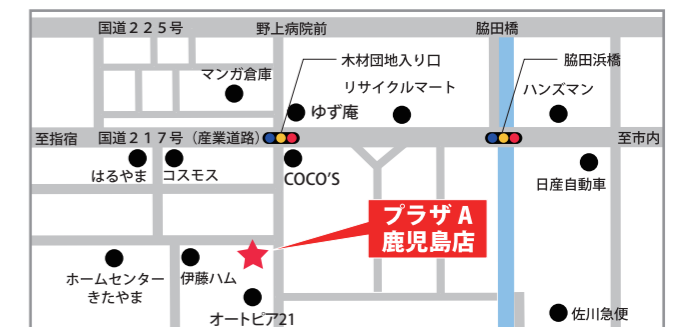 国道２２５号
野上病院前
脇田橋
木材団地入り口
脇田浜橋
マンガ倉庫
リサイクルマート
ハンズマン
ゆず庵
至指宿
国道２１７号（産業道路）
至市内
はるやま
コスモス
COCO'S
日産自動車
プラザ A
鹿児島店
ホームセンター
きたやま
伊藤ハム
オートピア21
佐川急便